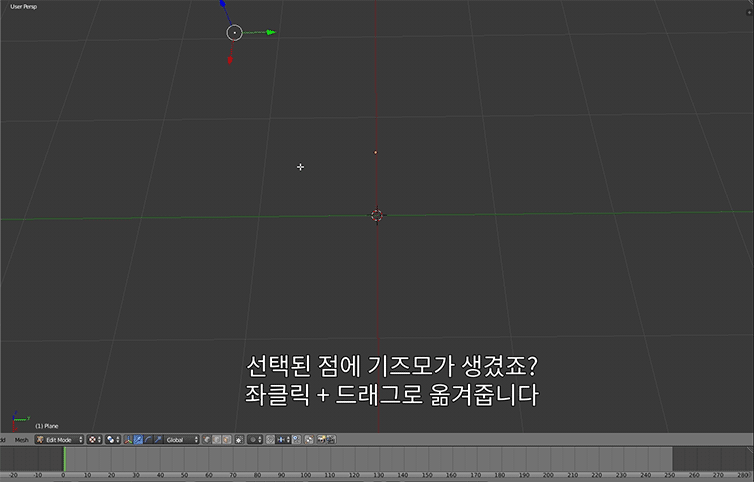 User Persp
선택된 점에 기즈모가 생겼죠?
좌클릭 + 드래그로 옮겨줍니다
(1) Plane
Mesh Edit Mode Global
-20 -10 0 10 20 30 40 50 60 70 80 90 100 110 120 130 140 150 160 170 180 190 200 210 220 230 240 250 260 270 280